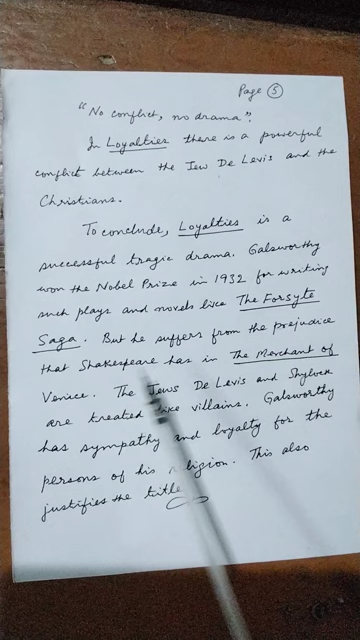 Page 5
"No conflict, no drama".
In Loyalties there is a powerful
conflict between the Jew De Levis and the
Christians.
To conclude, Loyalties is a
successful tragic drama. Galsworthy
won the Nobel Prize in 1932 for writing
such plays and novels like The Forsyte
Saga. But he suffers from the prejudice
that Shakespeare has in The Merchant of
Venice. The Jews De Levis and Shylock
are treated like villains. Galsworthy
has sympathy and loyalty for the
persons of his religion. This also
justifies the title